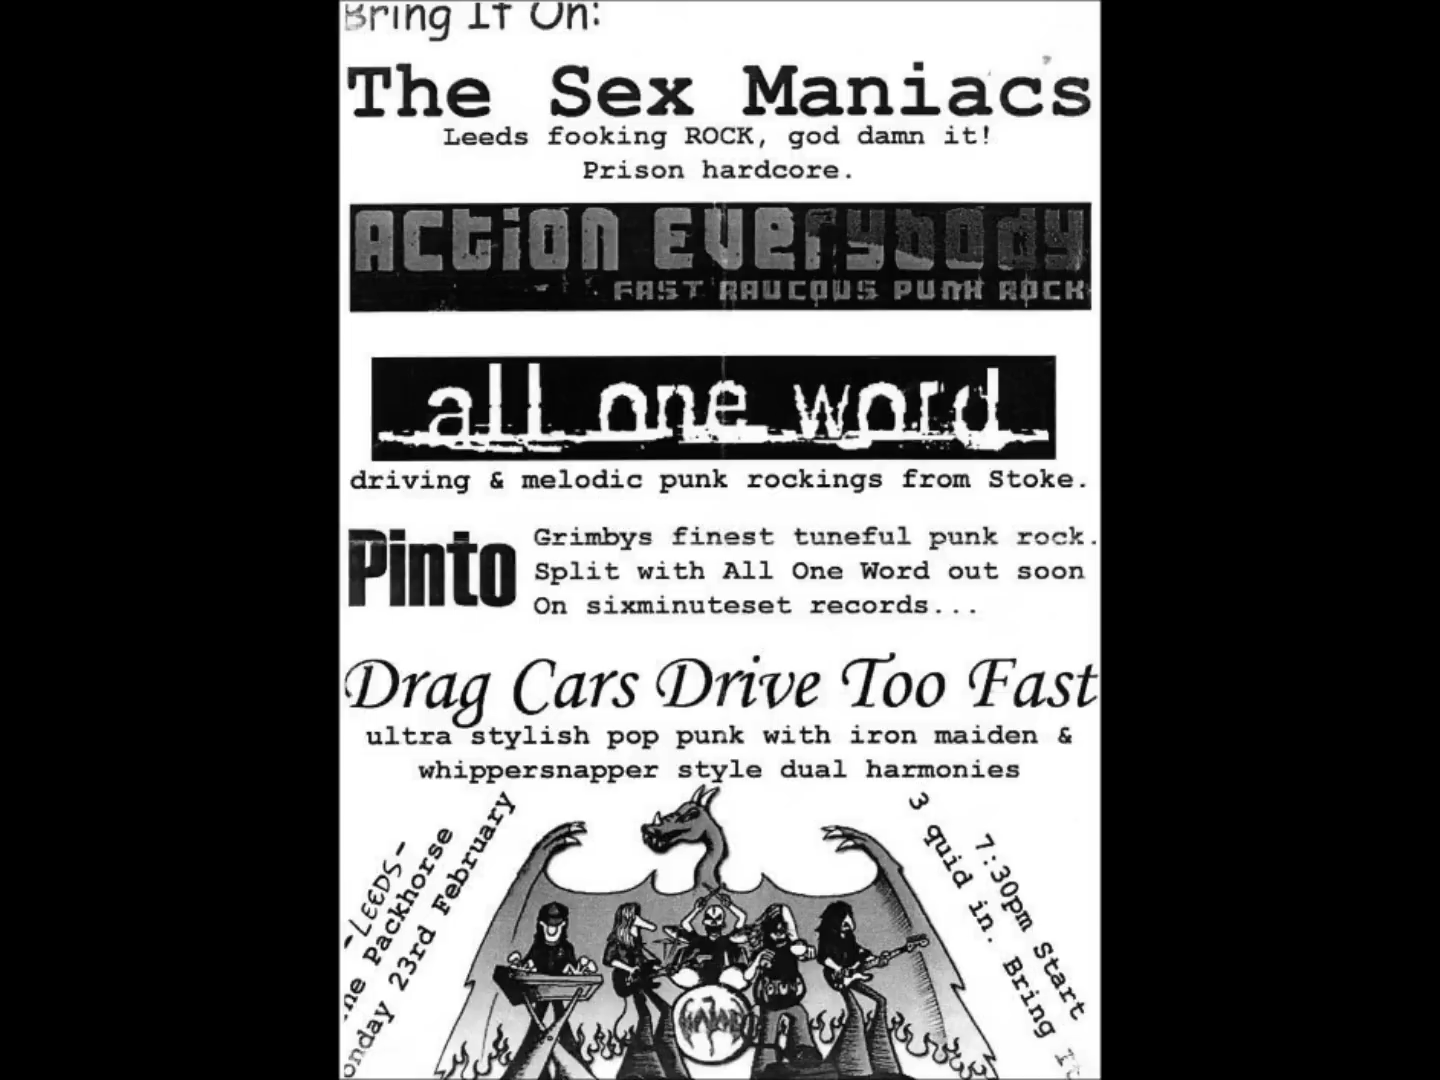 Bring It On:
The Sex Maniacs
Leeds fooking ROCK, god damn it!
Prison hardcore.
ACTION EVERYBODY
FAST RAUCOUS PUNK ROCK
all one word
driving & melodic punk rockings from Stoke.
Pinto
Grimbys finest tuneful punk rock.
Split with All One Word out soon
On sixminuteset records...
Drag Cars Drive Too Fast
ultra stylish pop punk with iron maiden &
whippersnapper style dual harmonies
-LEEDS-
he Packhorse
onday 23rd February
7:30pm Start
3 quid in. Bring It